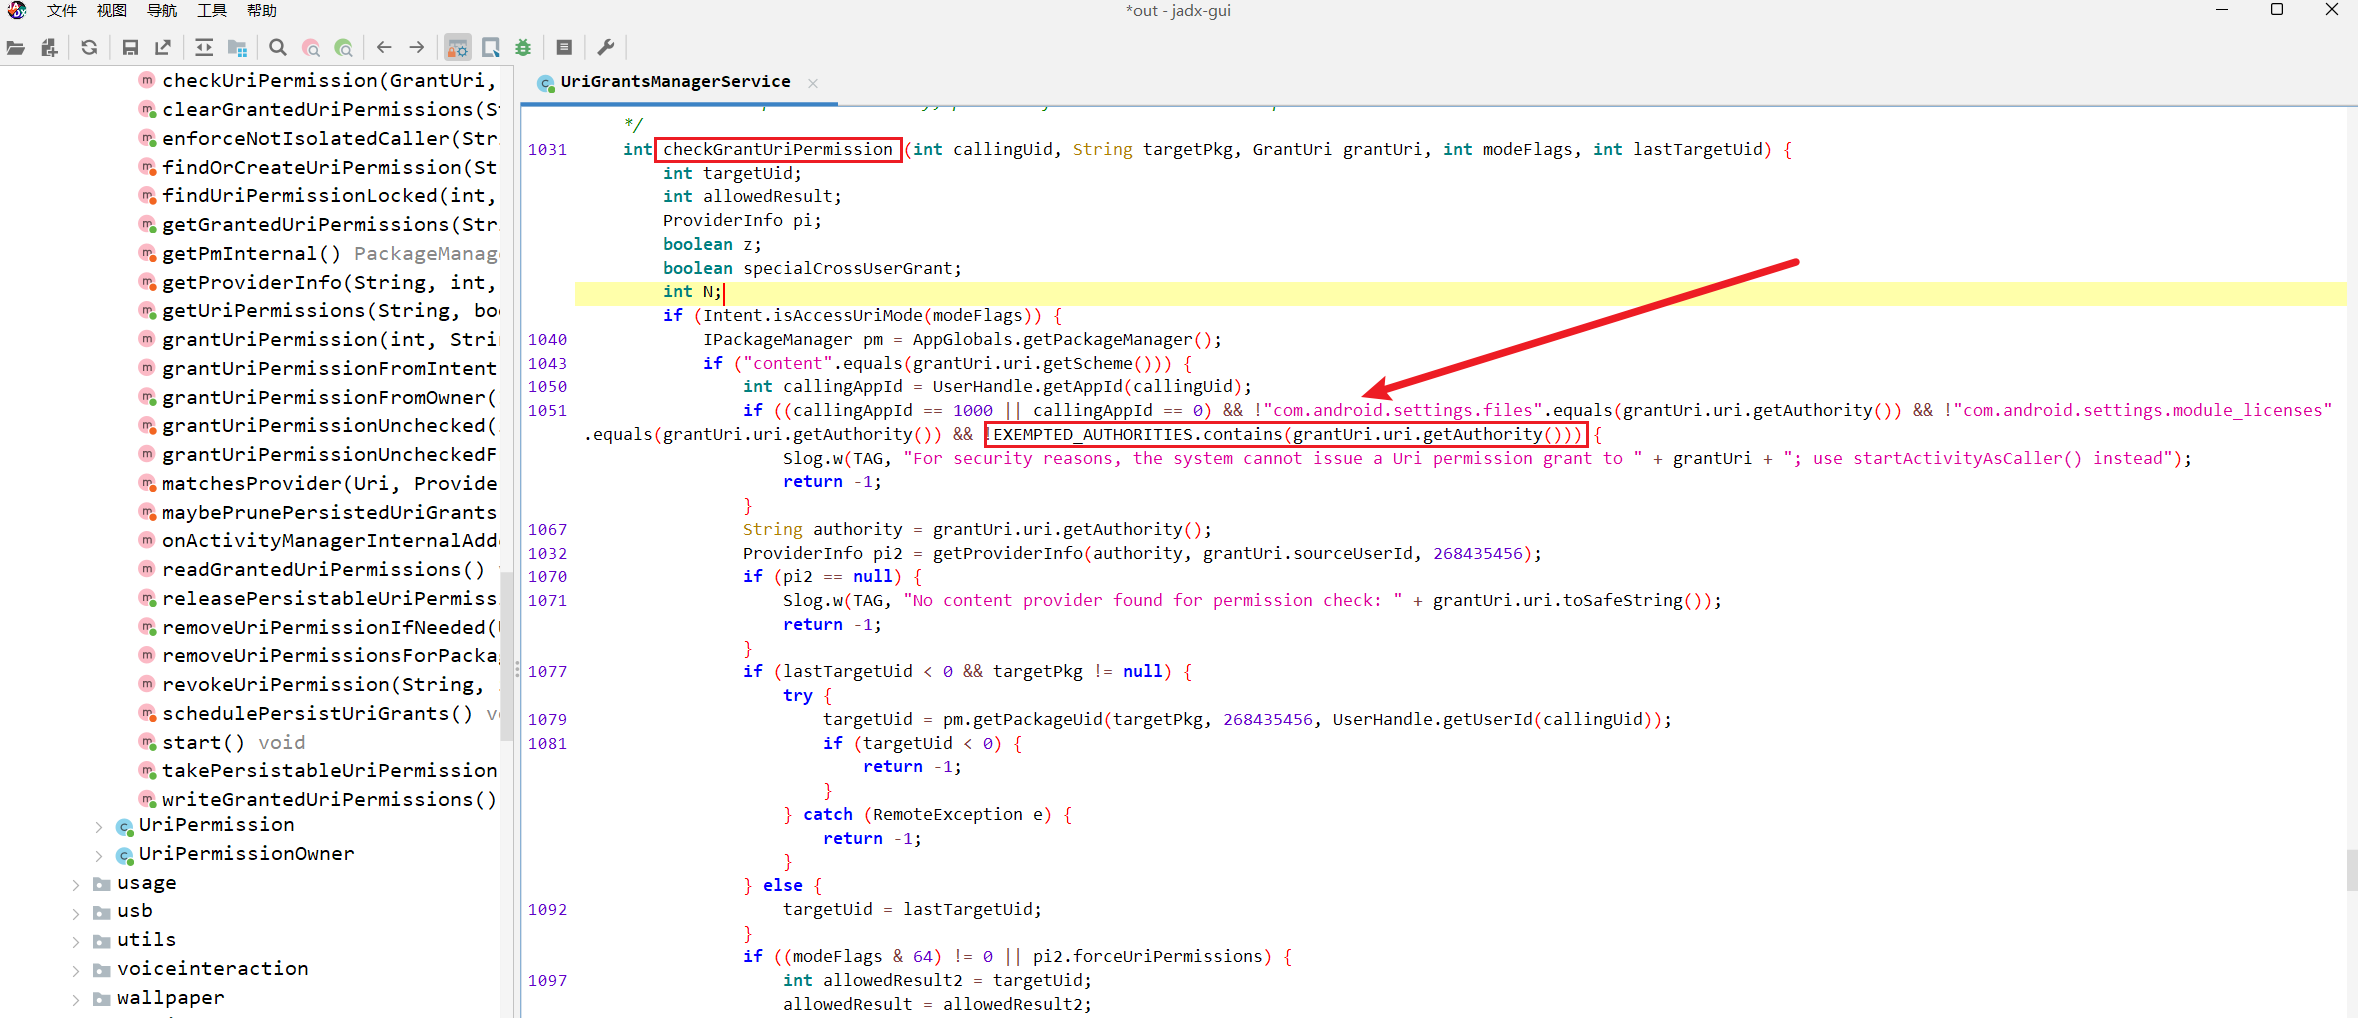 文件 视图 导航 工具 帮助
*out - jadx-gui
checkUriPermission(GrantUri,
clearGrantedUriPermissions(St
enforceNotIsolatedCaller(Stri
findOrCreateUriPermission(Str
findUriPermissionLocked(int,
getGrantedUriPermissions(Stri
getPmInternal() PackageManage
getProviderInfo(String, int,
getUriPermissions(String, boo
grantUriPermission(int, Strin
grantUriPermissionFromIntent
grantUriPermissionFromOwner(
grantUriPermissionUnchecked(
grantUriPermissionUncheckedF
matchesProvider(Uri, Provide
maybePrunePersistedUriGrants
onActivityManagerInternalAdde
readGrantedUriPermissions() v
releasePersistableUriPermiss
removeUriPermissionIfNeeded(U
removeUriPermissionsForPacka
revokeUriPermission(String,
schedulePersistUriGrants() vo
start() void
takePersistableUriPermission
writeGrantedUriPermissions()
UriPermission
UriPermissionOwner
usage
usb
utils
voiceinteraction
wallpaper
UriGrantsManagerService
*/
1031 int checkGrantUriPermission (int callingUid, String targetPkg, GrantUri grantUri, int modeFlags, int lastTargetUid) {
int targetUid;
int allowedResult;
ProviderInfo pi;
boolean z;
boolean specialCrossUserGrant;
int N;
if (Intent.isAccessUriMode(modeFlags)) {
1040 IPackageManager pm = AppGlobals.getPackageManager();
1043 if ("content".equals(grantUri.uri.getScheme())) {
1050 int callingAppId = UserHandle.getAppId(callingUid);
1051 if ((callingAppId == 1000 || callingAppId == 0) && !"com.android.settings.files".equals(grantUri.uri.getAuthority()) && !"com.android.settings.module_licenses"
.equals(grantUri.uri.getAuthority()) && !EXEMPTED_AUTHORITIES.contains(grantUri.uri.getAuthority())) {
Slog.w(TAG, "For security reasons, the system cannot issue a Uri permission grant to " + grantUri + "; use startActivityAsCaller() instead");
return -1;
}
1067 String authority = grantUri.uri.getAuthority();
1032 ProviderInfo pi2 = getProviderInfo(authority, grantUri.sourceUserId, 268435456);
1070 if (pi2 == null) {
1071 Slog.w(TAG, "No content provider found for permission check: " + grantUri.uri.toSafeString());
return -1;
}
1077 if (lastTargetUid < 0 && targetPkg != null) {
try {
1079 targetUid = pm.getPackageUid(targetPkg, 268435456, UserHandle.getUserId(callingUid));
1081 if (targetUid < 0) {
return -1;
}
} catch (RemoteException e) {
return -1;
}
} else {
1092 targetUid = lastTargetUid;
}
if ((modeFlags & 64) != 0 || pi2.forceUriPermissions) {
1097 int allowedResult2 = targetUid;
allowedResult = allowedResult2;